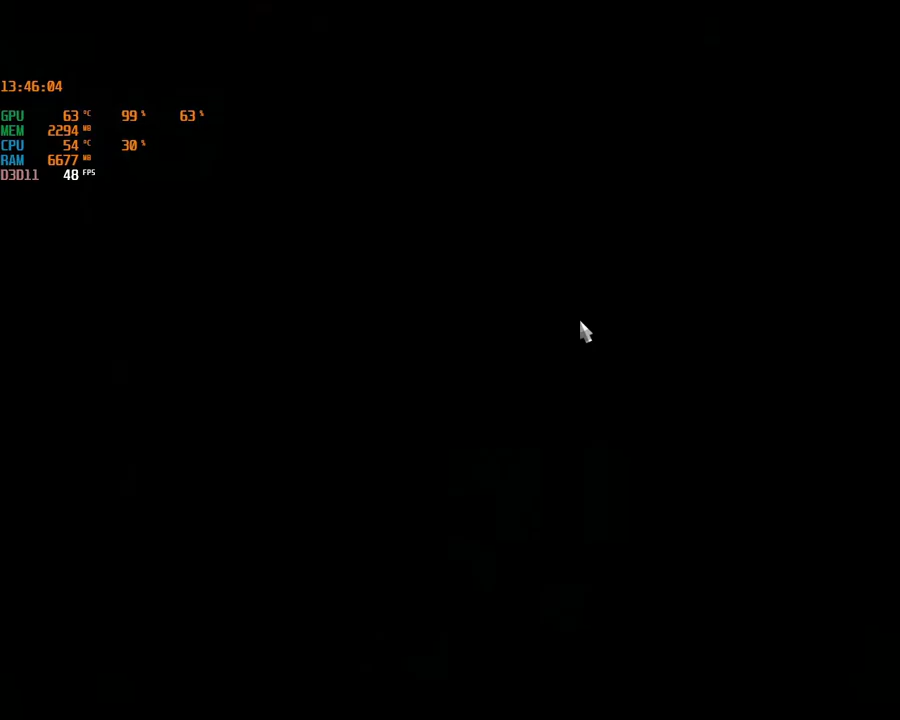 13:46:04
GPU 63 °C 99 % 63 %
MEM 2294 MB
CPU 54 °C 30 %
RAM 6677 MB
D3D11 48 FPS